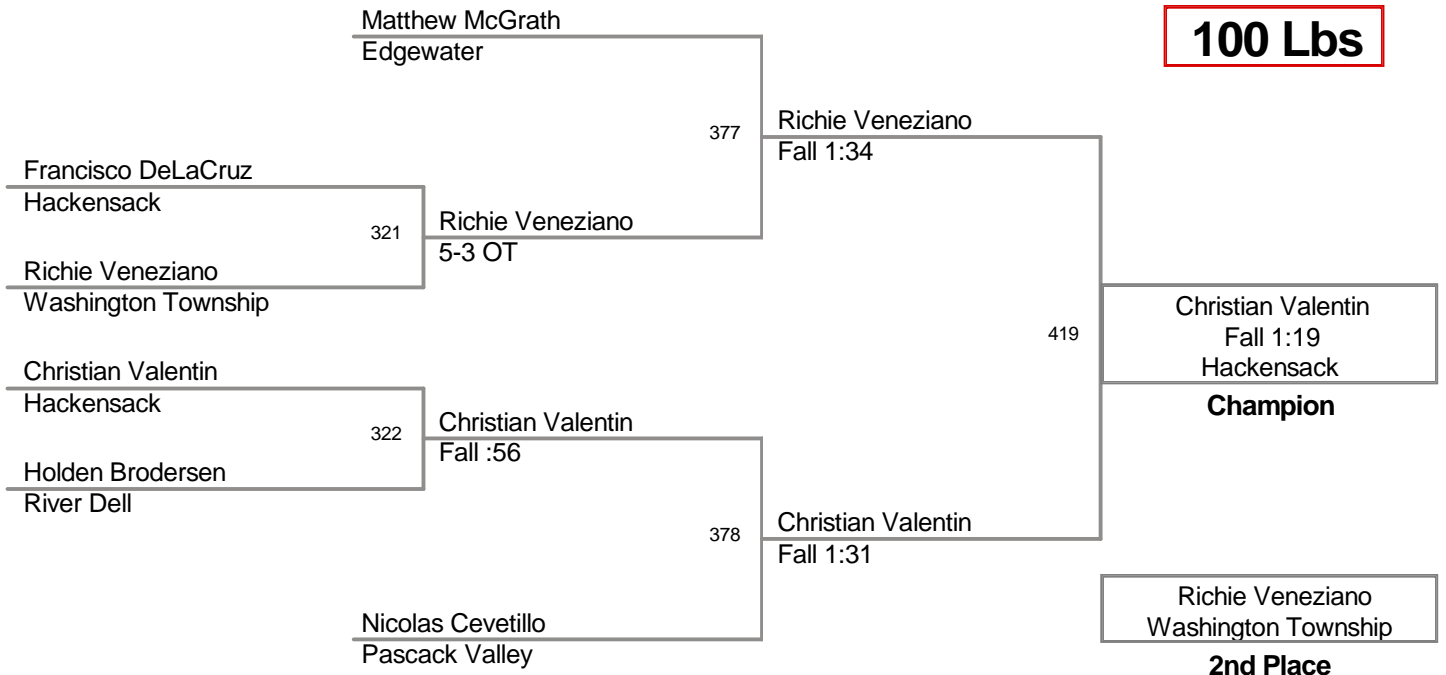 Matthew McGrath
Edgewater
100 Lbs
377
Richie Veneziano
Fall 1:34
Francisco DeLaCruz
Hackensack
321
Richie Veneziano
5-3 OT
Richie Veneziano
Washington Township
419
Christian Valentin
Fall 1:19
Hackensack
Champion
Christian Valentin
Hackensack
322
Christian Valentin
Fall :56
Holden Brodersen
River Dell
378
Christian Valentin
Fall 1:31
Nicolas Cevetillo
Pascack Valley
Richie Veneziano
Washington Township
2nd Place